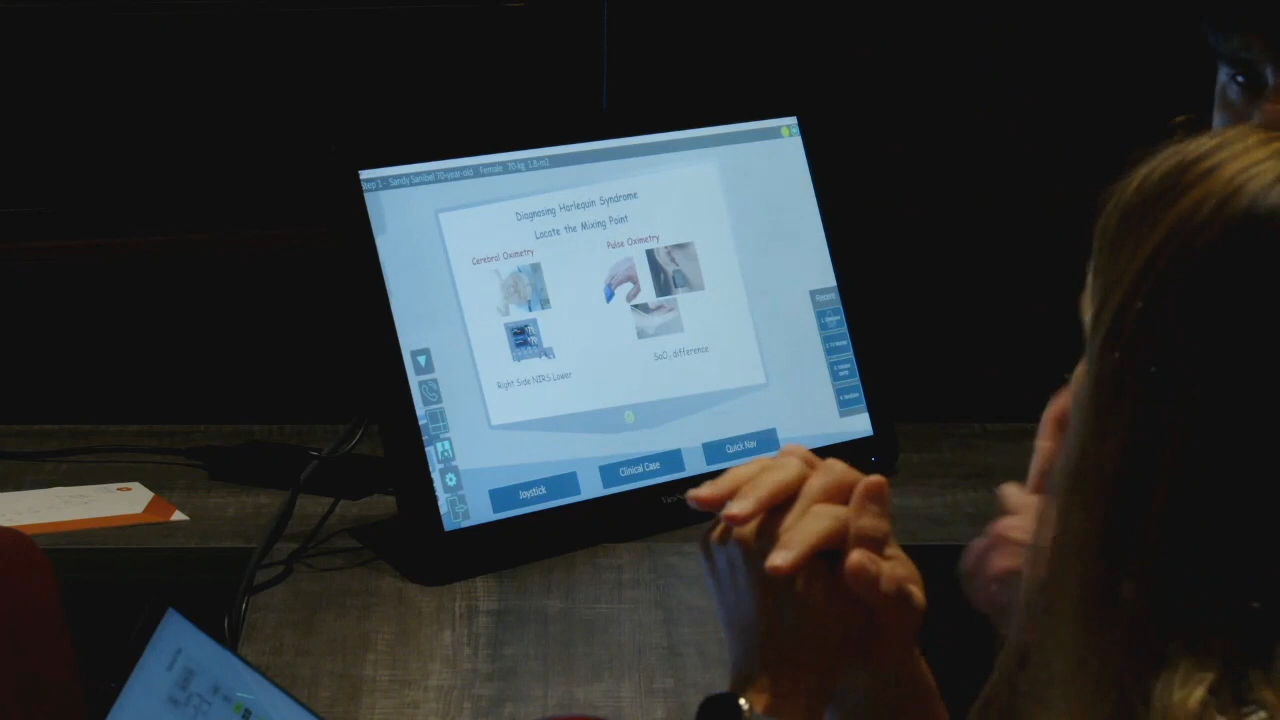 Step 1 - Sandy Sanibel 70-year-old Female 70-kg 1.8-m2
Diagnosing Harlequin Syndrome
Locate the Mixing Point
Cerebral Oximetry
Pulse Oximetry
Right Side NIRS Lower
SaO₂ difference
Joystick
Clinical Case
Quick Nav